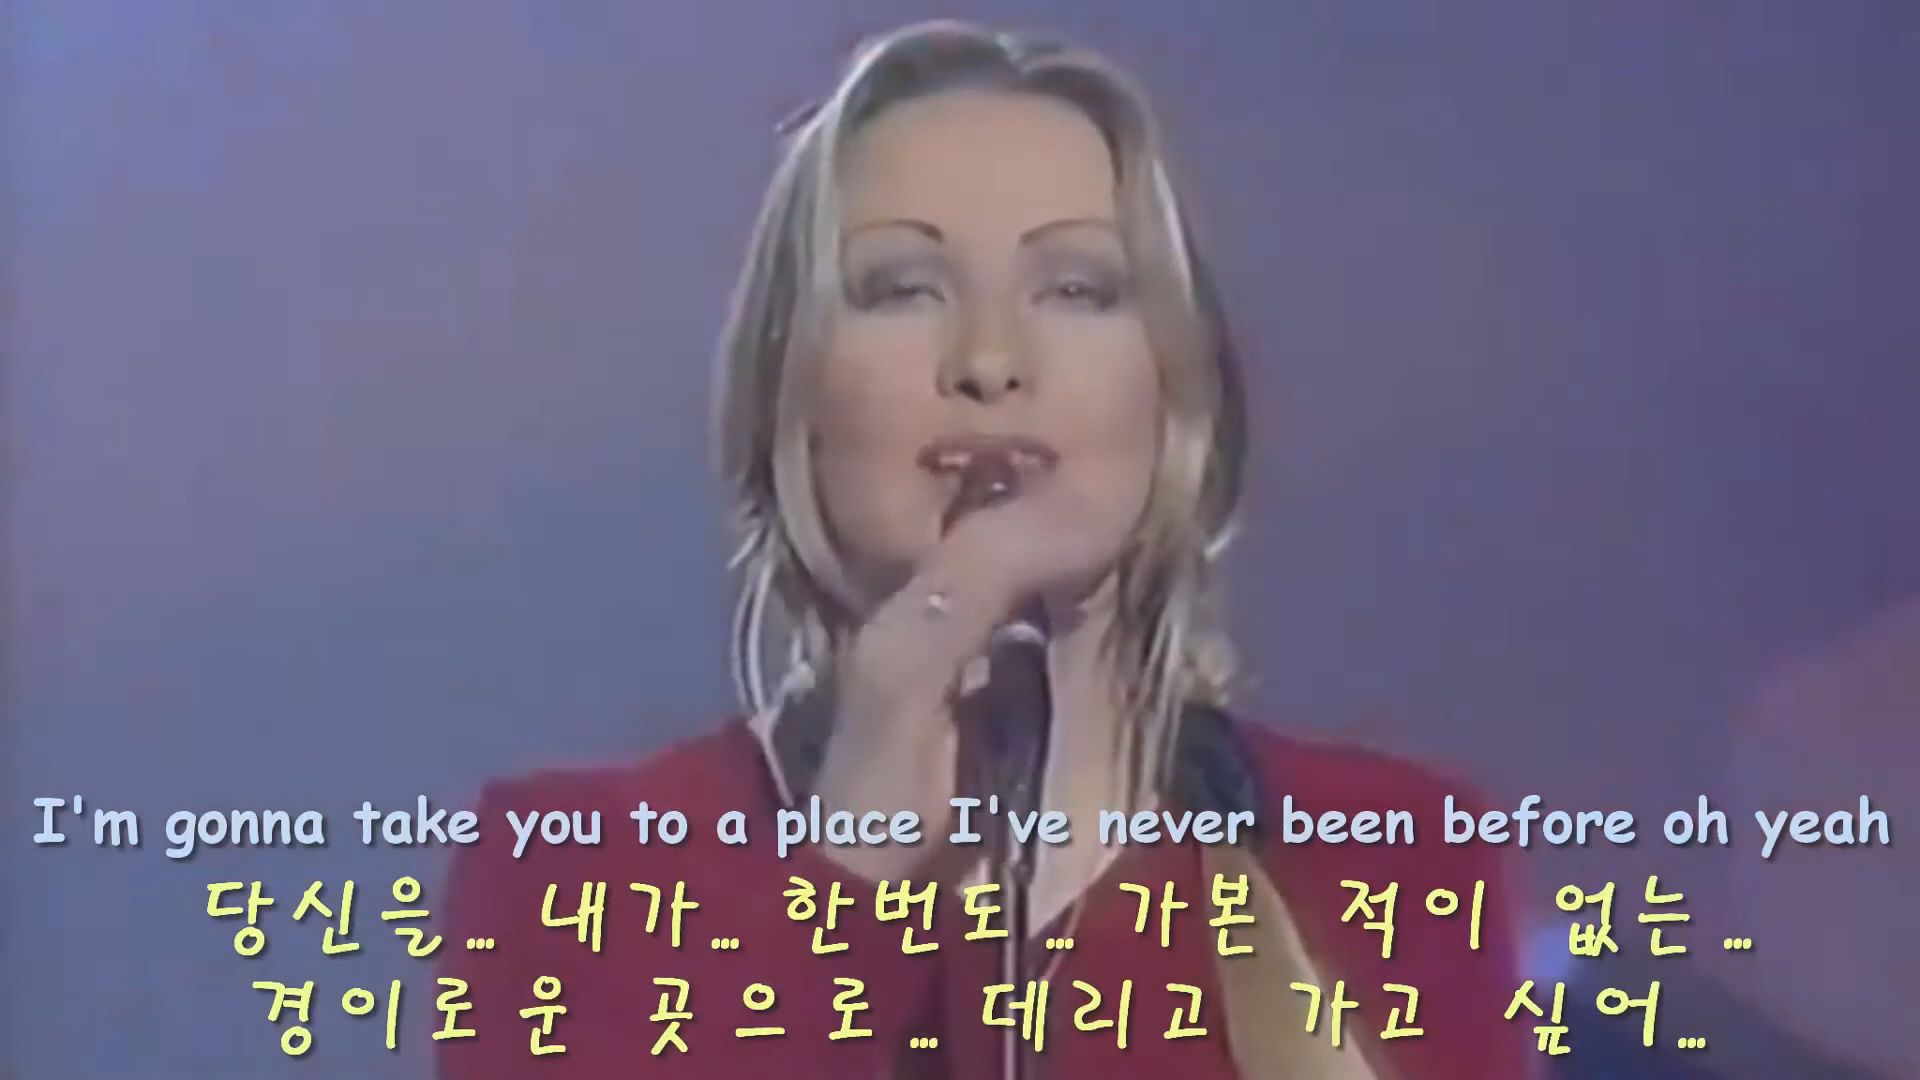 I'm gonna take you to a place I've never been before oh yeah
당신을... 내가... 한번도... 가본 적이 없는...
경이로운 곳으로... 데리고 가고 싶어...